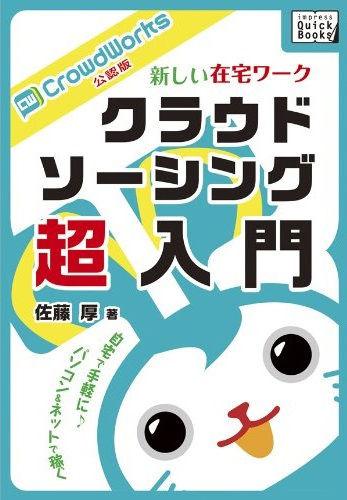 impress
Quick
Books
CrowdWorks
公認版
新しい在宅ワーク
クラウド
ソーシング
超入門
佐藤 厚 著
自宅で手軽に♪
パソコン&ネットで稼ぐ